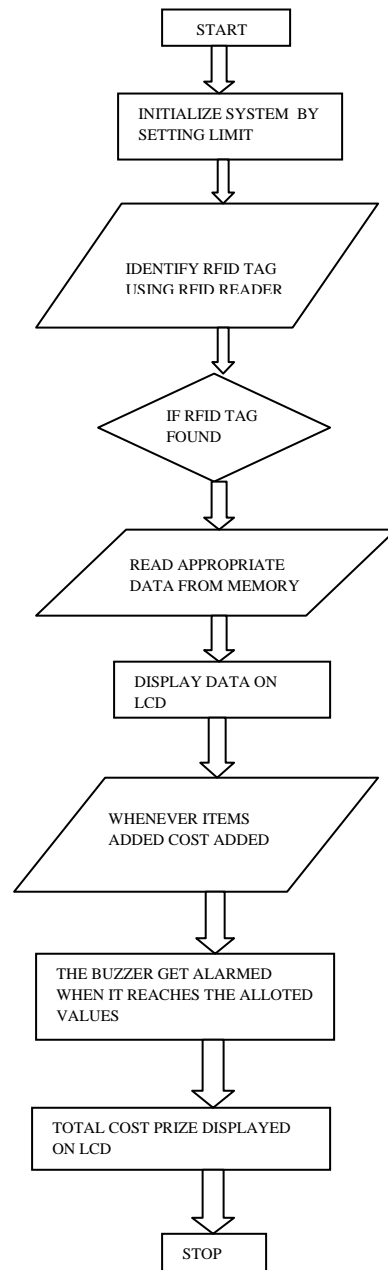 START
INITIALIZE SYSTEM BY
SETTING LIMIT
IDENTIFY RFID TAG
USING RFID READER
IF RFID TAG
FOUND
READ APPROPRIATE
DATA FROM MEMORY
DISPLAY DATA ON
LCD
WHENEVER ITEMS
ADDED COST ADDED
THE BUZZER GET ALARMED
WHEN IT REACHES THE ALLOTED
VALUES
TOTAL COST PRIZE DISPLAYED
ON LCD
STOP